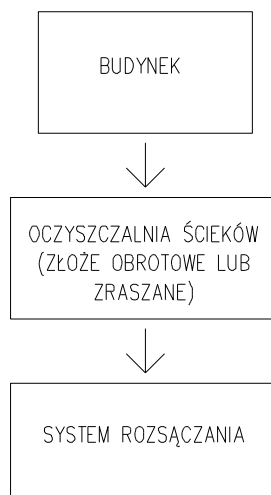 BUDYNEK
OCZYSZCZALNIA ŚCIEKÓW
(ZŁOŻE OBROTOWE LUB
ZRASZANE)
SYSTEM ROZSĄCZANIA